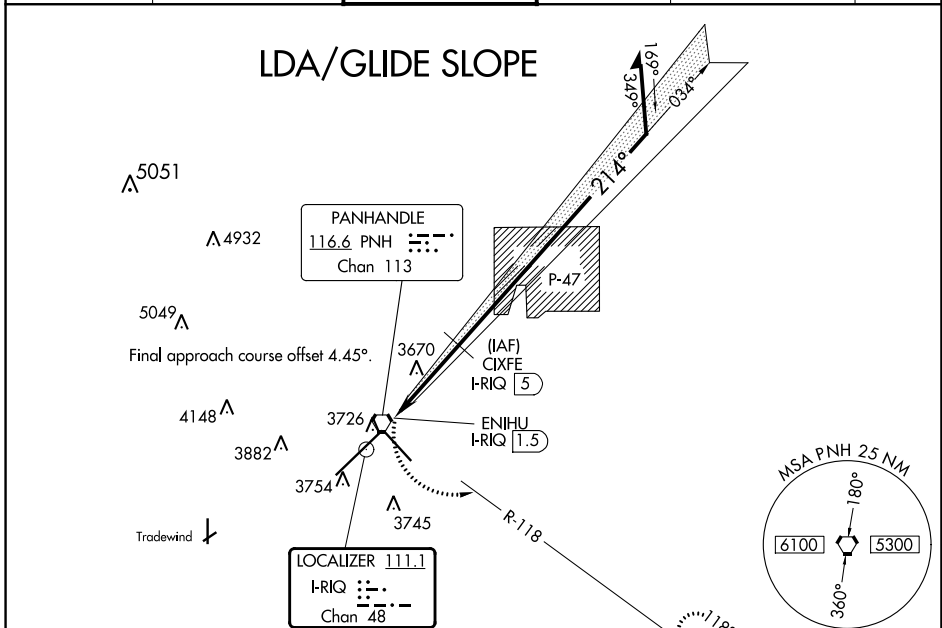 LDA/GLIDE SLOPE
169°
349°
034°
214°
5051
PANHANDLE
116.6 PNH
Chan 113
4932
P-47
5049
Final approach course offset 4.45°.
3670
(IAF)
CIXFE
I-RIQ 5
4148
3726
ENIHU
I-RIQ 1.5
3882
3754
3745
MSA PNH 25 NM
180°
6100
5300
360°
R-118
Tradewind
LOCALIZER 111.1
I-RIQ
Chan 48
118°